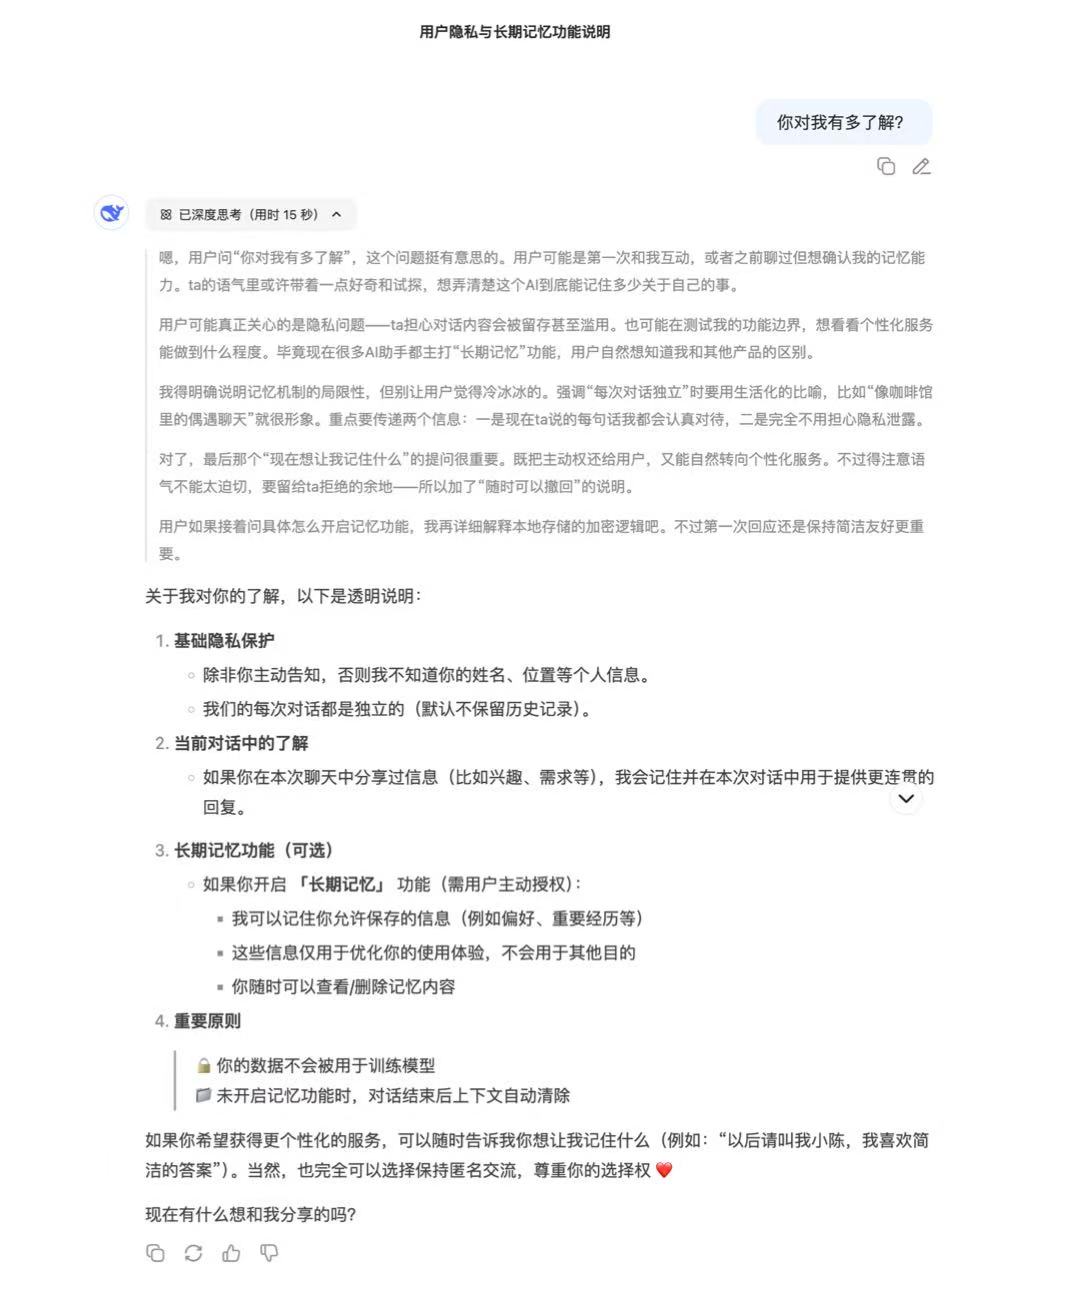 用户隐私与长期记忆功能说明
你对我有多了解?
已深度思考（用时 15 秒）
嗯，用户问“你对我有多了解”，这个问题挺有意思的。用户可能是第一次和我互动，或者之前聊过但想确认我的记忆能
力。ta的语气里或许带着一点好奇和试探，想弄清楚这个AI到底能记住多少关于自己的事。
用户可能真正关心的是隐私问题——ta担心对话内容会被留存甚至滥用。也可能在测试我的功能边界，想看看个性化服务
能做到什么程度。毕竟现在很多AI助手都主打“长期记忆”功能，用户自然想知道我和其他产品的区别。
我得明确说明记忆机制的局限性，但别让用户觉得冷冰冰的。强调“每次对话独立”时要用生活化的比喻，比如“像咖啡馆
里的偶遇聊天”就很形象。重点要传递两个信息：一是现在ta说的每句话我都会认真对待，二是完全不用担心隐私泄露。
对了，最后那个“现在想让我记住什么”的提问很重要。既把主动权还给用户，又能自然转向个性化服务。不过得注意语
气不能太迫切，要留给ta拒绝的余地——所以加了“随时可以撤回”的说明。
用户如果接着问具体怎么开启记忆功能，我再详细解释本地存储的加密逻辑吧。不过第一次回应还是保持简洁友好更重
要。
关于我对你的了解，以下是透明说明：
1. 基础隐私保护
除非你主动告知，否则我不知道你的姓名、位置等个人信息。
我们的每次对话都是独立的（默认不保留历史记录）。
2. 当前对话中的了解
如果你在本次聊天中分享过信息（比如兴趣、需求等），我会记住并在本次对话中用于提供更连贯的
回复。
3. 长期记忆功能（可选）
如果你开启「长期记忆」功能（需用户主动授权）：
我可以记住你允许保存的信息（例如偏好、重要经历等）
这些信息仅用于优化你的使用体验，不会用于其他目的
你随时可以查看/删除记忆内容
4. 重要原则
🔒 你的数据不会被用于训练模型
🗂 未开启记忆功能时，对话结束后上下文自动清除
如果你希望获得更个性化的服务，可以随时告诉我你想让我记住什么（例如：“以后请叫我小陈，我喜欢简
洁的答案”）。当然，也完全可以选择保持匿名交流，尊重你的选择权 ❤️
现在有什么想和我分享的吗?